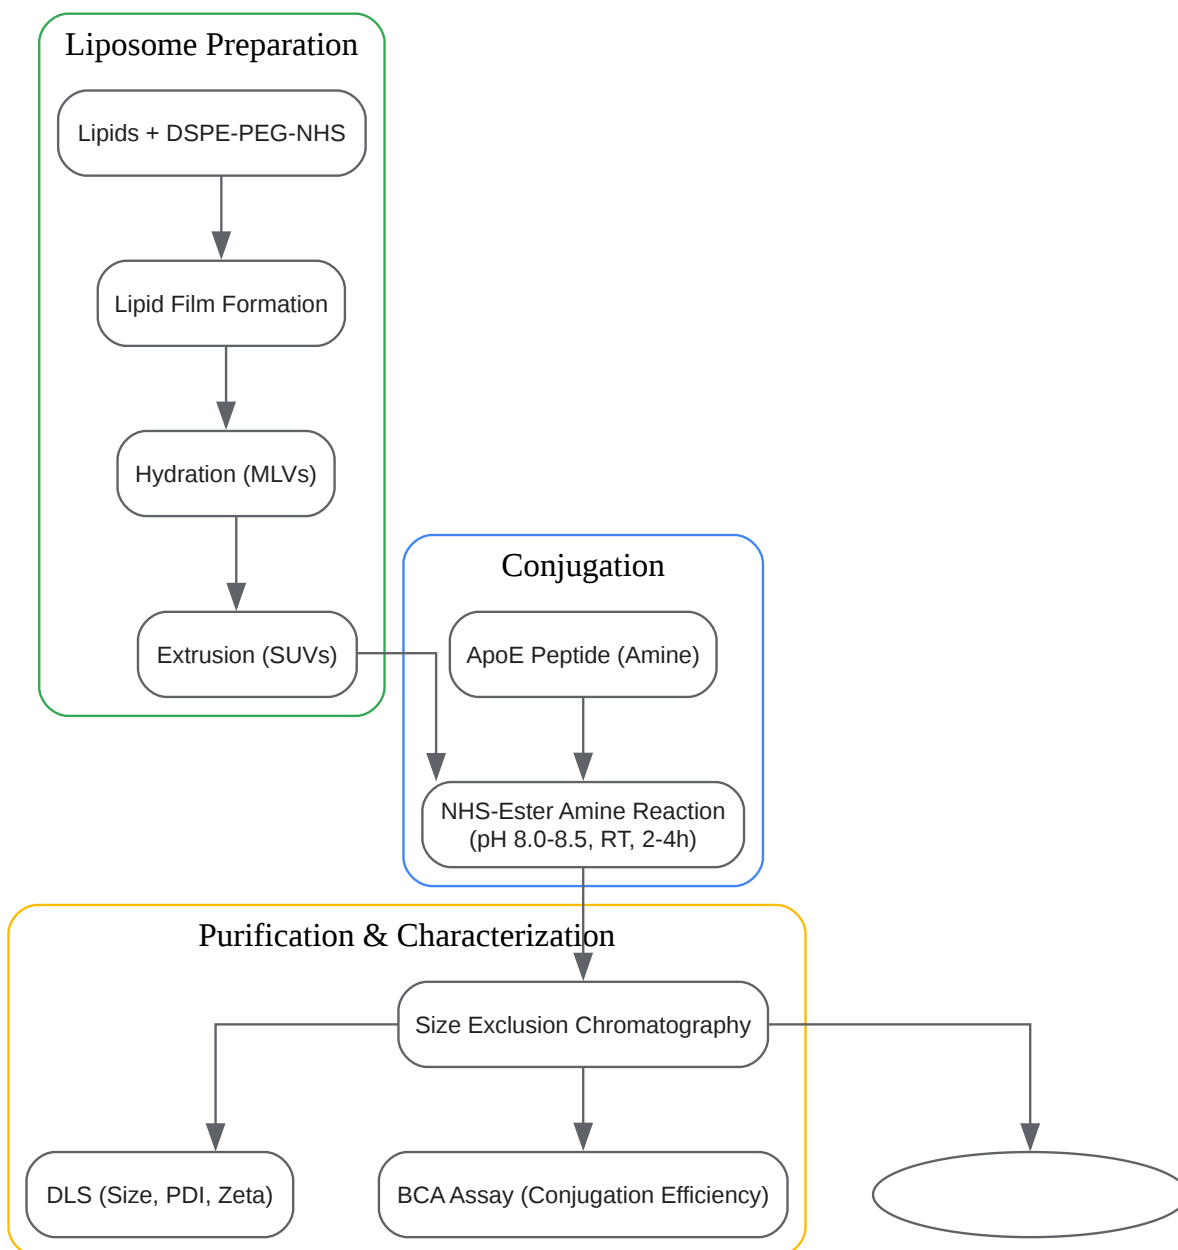 Liposome Preparation
Lipids + DSPE-PEG-NHS
Lipid Film Formation
Hydration (MLVs)
Extrusion (SUVs)
Conjugation
ApoE Peptide (Amine)
NHS-Ester Amine Reaction
(pH 8.0-8.5, RT, 2-4h)
Purification & Characterization
Size Exclusion Chromatography
DLS (Size, PDI, Zeta)
BCA Assay (Conjugation Efficiency)